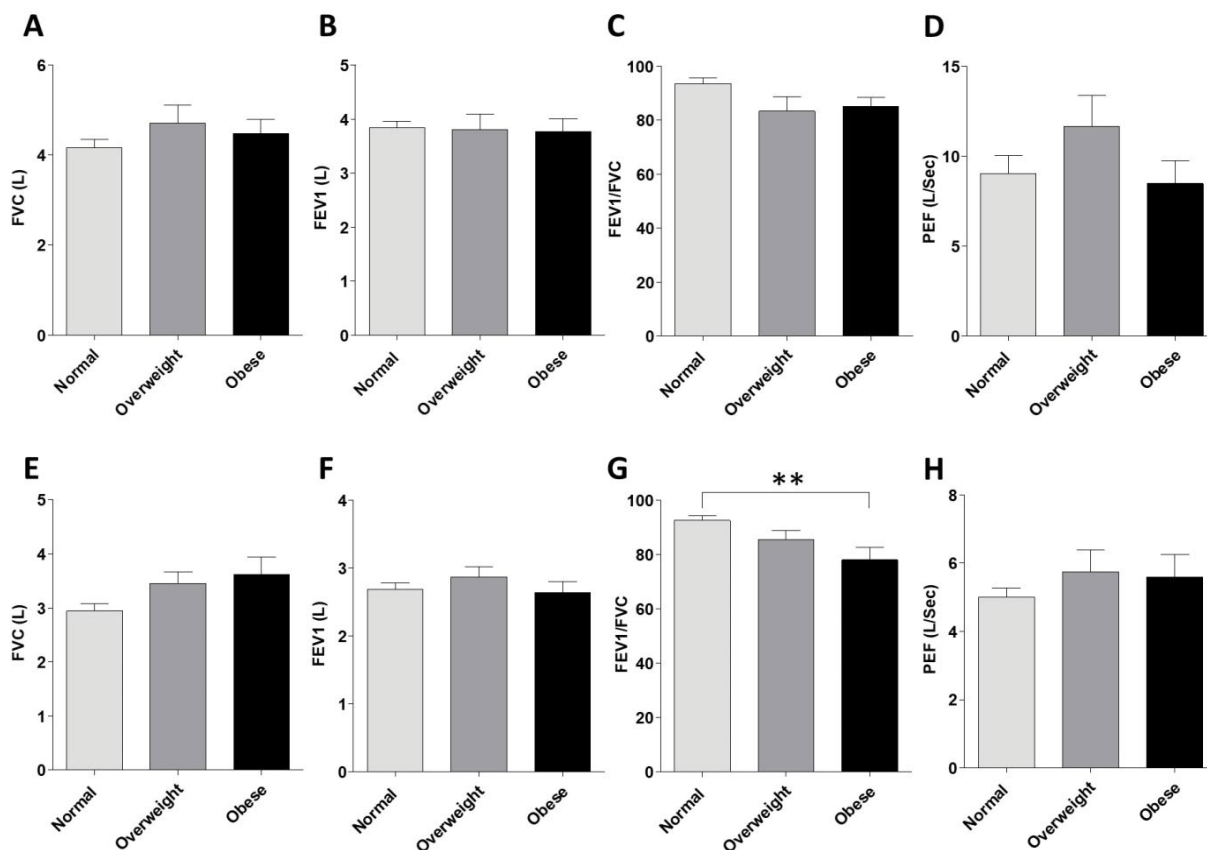 A
FVC (L)
6
4
2
0
Normal
Overweight
Obese
B
FEV1 (L)
5
4
3
2
1
0
Normal
Overweight
Obese
C
FEV1/FVC
100
80
60
40
20
0
Normal
Overweight
Obese
D
PEF (L/Sec)
15
10
5
0
Normal
Overweight
Obese
E
FVC (L)
5
4
3
2
1
0
Normal
Overweight
Obese
F
FEV1 (L)
4
3
2
1
0
Normal
Overweight
Obese
G
**
FEV1/FVC
100
80
60
40
20
0
Normal
Overweight
Obese
H
PEF (L/Sec)
8
6
4
2
0
Normal
Overweight
Obese